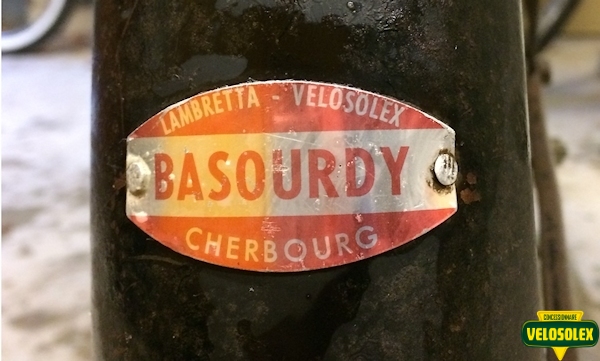 LAMBRETTA - VELOSOLEX
BASOURDY
CHERBOURG
CONCESSIONNAIRE
VELOSOLEX